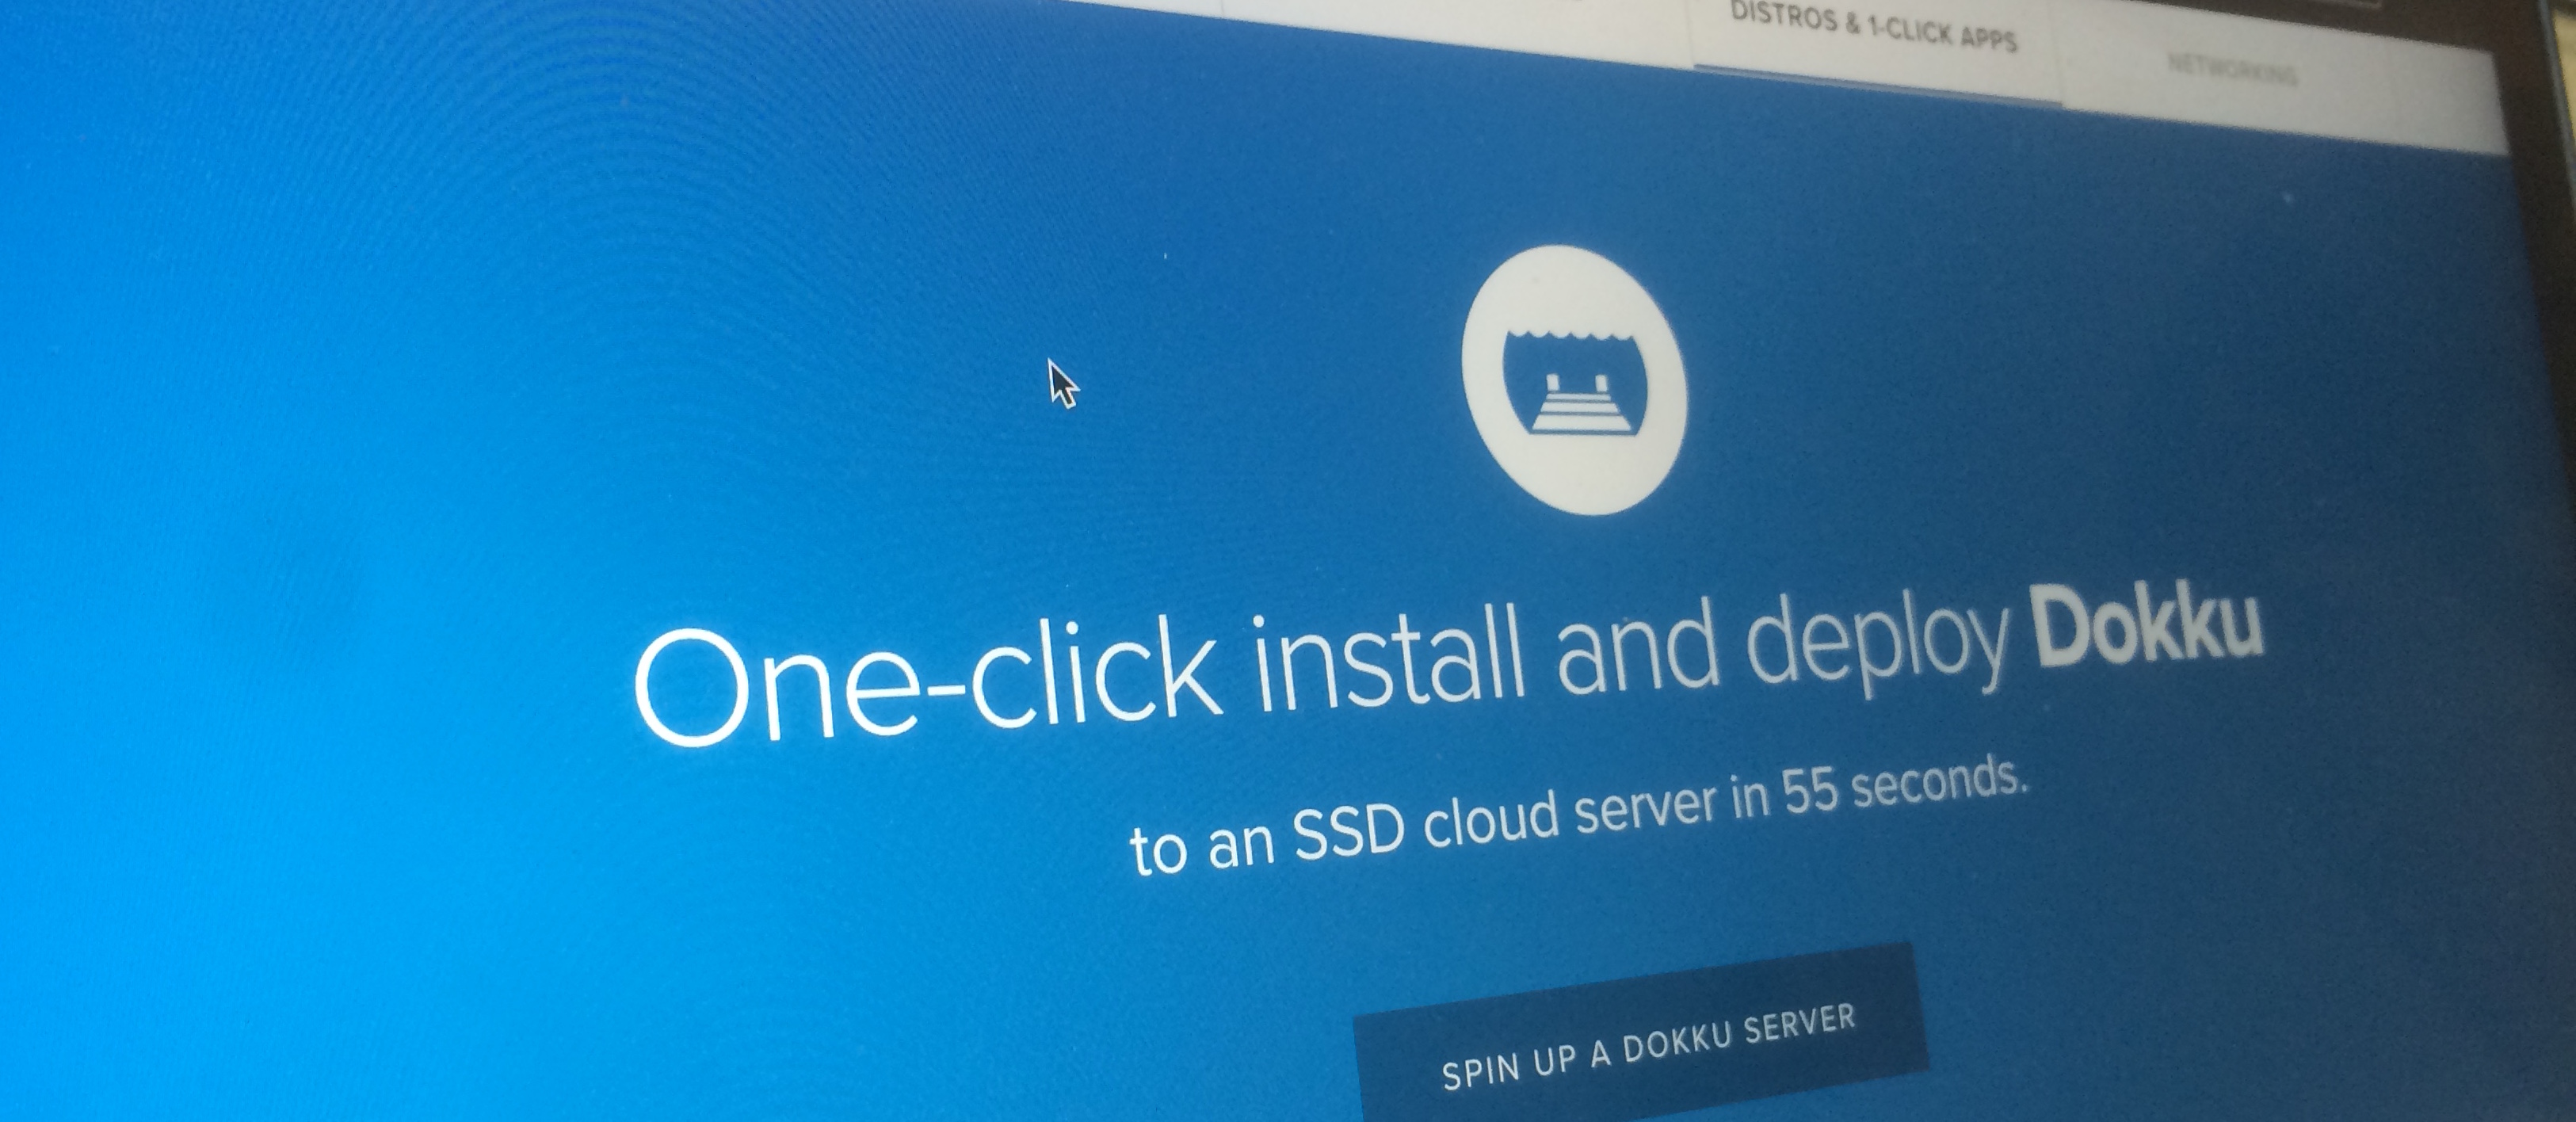 DISTROS & 1-CLICK APPS
NETWORKING
One-click install and deploy Dokku
to an SSD cloud server in 55 seconds.
SPIN UP A DOKKU SERVER